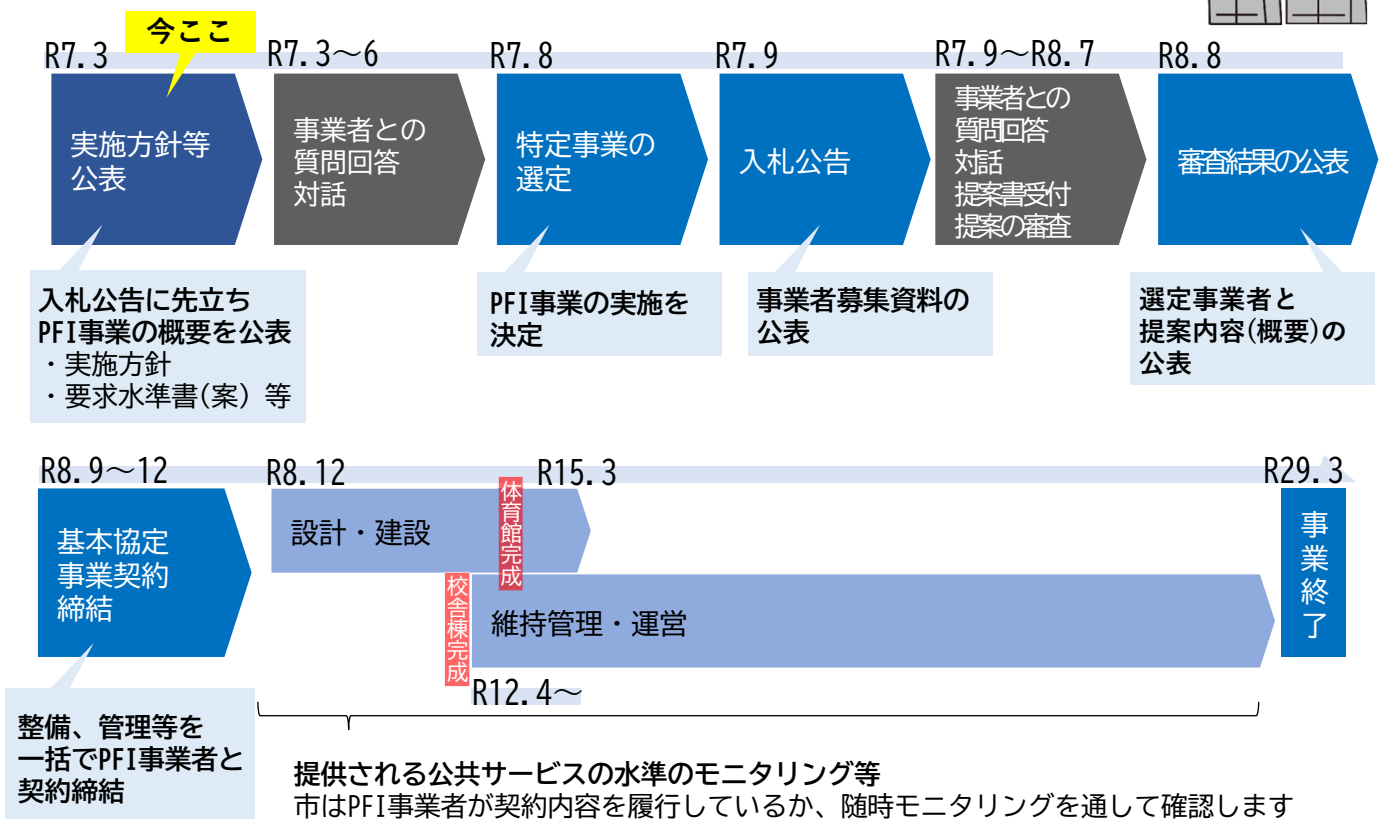 今ここ
R7.3
R7.3～6
R7.8
R7.9
R7.9～R8.7
R8.8
実施方針等
公表
事業者との
質問回答
対話
特定事業の
選定
入札公告
事業者との
質問回答
対話
提案書受付
提案の審査
審査結果の公表
入札公告に先立ち
PFI事業の概要を公表
・実施方針
・要求水準書(案）等
PFI事業の実施を
決定
事業者募集資料の
公表
選定事業者と
提案内容(概要)の
公表
R8.9～12
R8.12
R15.3
R29.3
基本協定
事業契約
締結
設計・建設
体育館完成
校舎棟完成
維持管理・運営
事業終了
R12.4～
整備、管理等を
一括でPFI事業者と
契約締結
提供される公共サービスの水準のモニタリング等
市はPFI事業者が契約内容を履行しているか、随時モニタリングを通して確認します